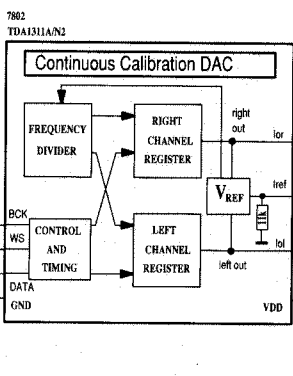 7802
TDA1311A/N2
Continuous Calibration DAC
FREQUENCY
DIVIDER
RIGHT
CHANNEL
REGISTER
right
out
Ior
VREF
Iref
11k
BCK
WS
CONTROL
AND
TIMING
LEFT
CHANNEL
REGISTER
Iol
left out
DATA
GND
VDD